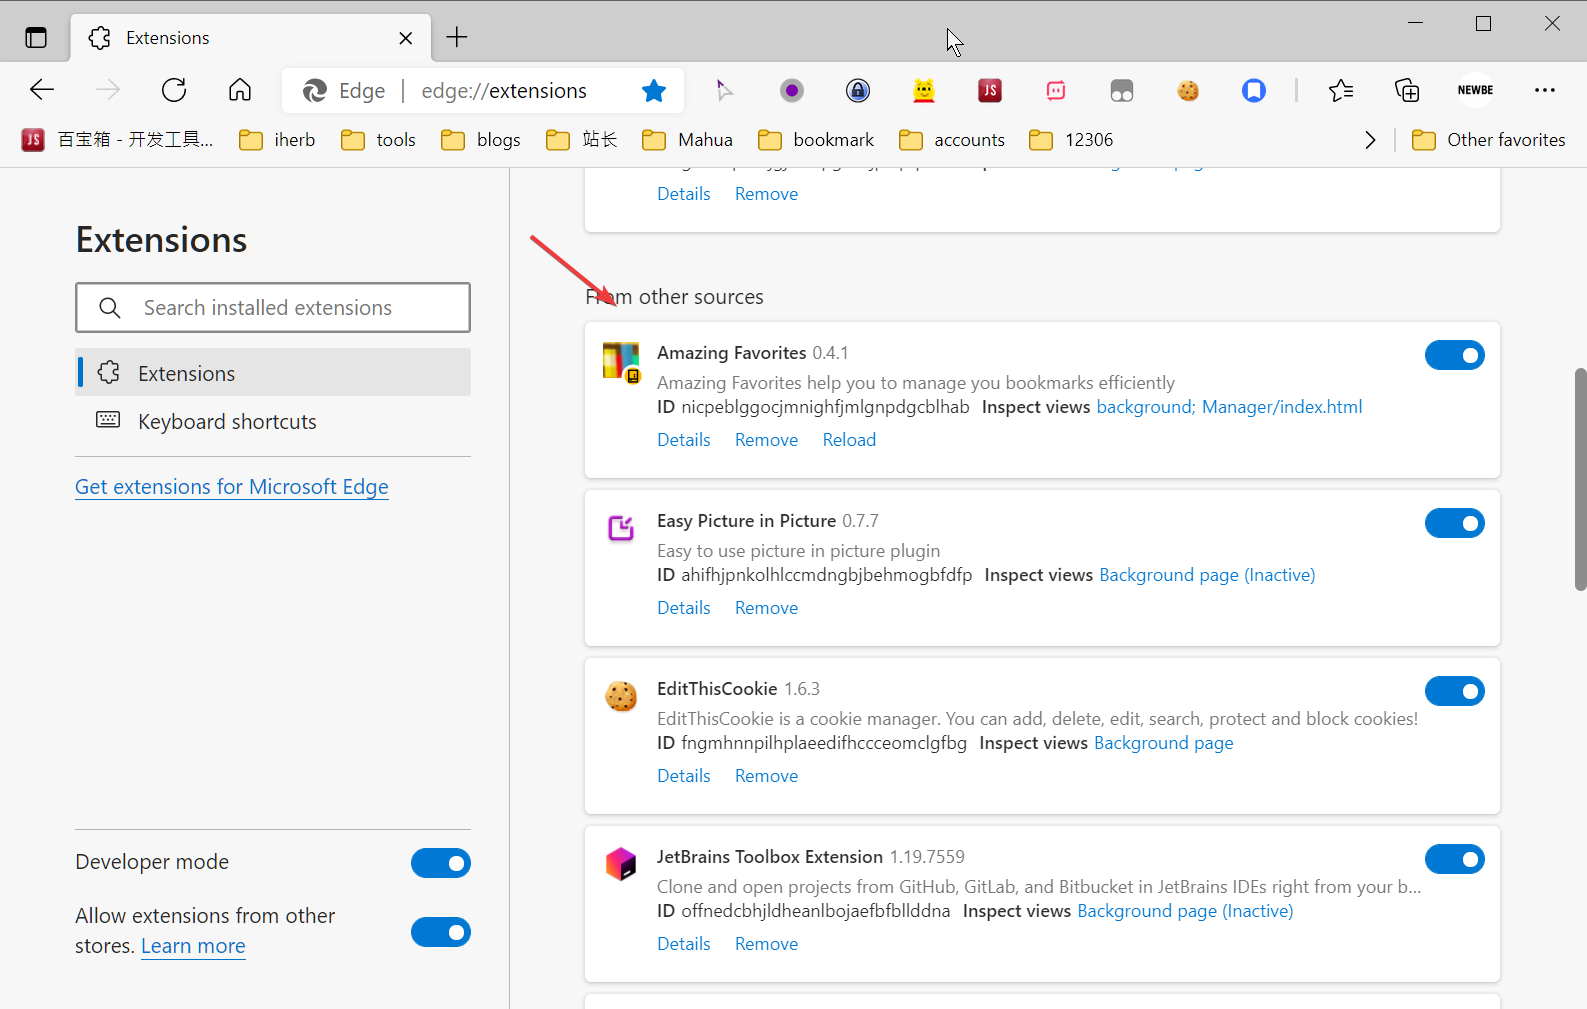 Extensions
Edge | edge://extensions
NEWBE
JS 百宝箱 - 开发工具...
iherb
tools
blogs
站长
Mahua
bookmark
accounts
12306
Other favorites
Extensions
Search installed extensions
Extensions
Keyboard shortcuts
Get extensions for Microsoft Edge
Developer mode
Allow extensions from other
stores. Learn more
Details Remove
From other sources
Amazing Favorites 0.4.1
Amazing Favorites help you to manage you bookmarks efficiently
ID nicpeblggocjmnighfjmlgnpdgcblhab Inspect views background; Manager/index.html
Details Remove Reload
Easy Picture in Picture 0.7.7
Easy to use picture in picture plugin
ID ahifhjpnkolhlccmdngbjbehmogbfdfp Inspect views Background page (Inactive)
Details Remove
EditThisCookie 1.6.3
EditThisCookie is a cookie manager. You can add, delete, edit, search, protect and block cookies!
ID fngmhnnpilhplaeedifhccceomclgfbg Inspect views Background page
Details Remove
JetBrains Toolbox Extension 1.19.7559
Clone and open projects from GitHub, GitLab, and Bitbucket in JetBrains IDEs right from your b...
ID offnedcbhjldheanlbojaefbfbllddna Inspect views Background page (Inactive)
Details Remove